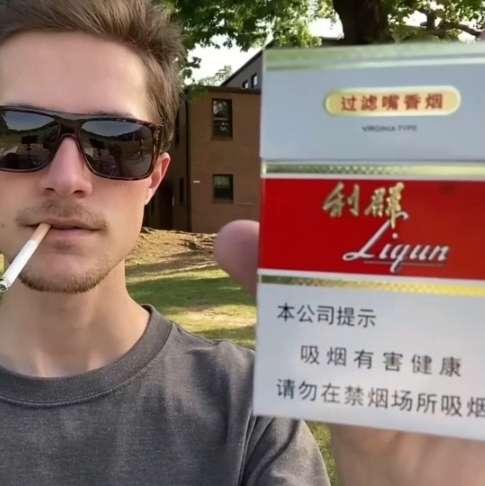 过滤嘴香烟
VIRGINIA TYPE
利群
Liqun
本公司提示
吸烟有害健康
请勿在禁烟场所吸烟